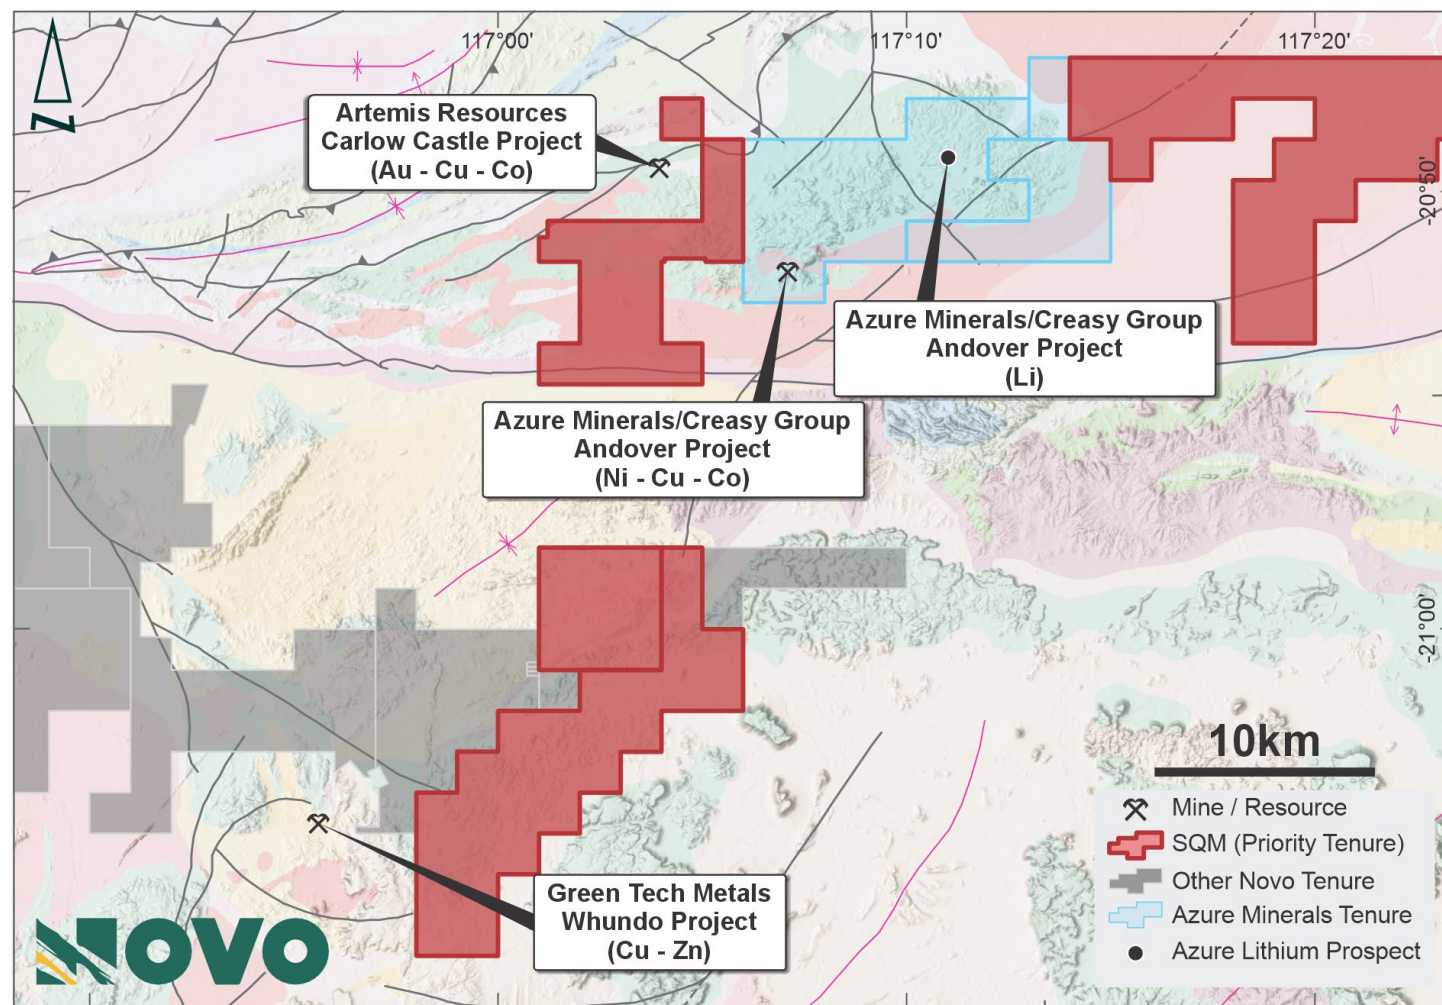 117°00'
117°10'
117°20'
N
Artemis Resources
Carlow Castle Project
(Au - Cu - Co)
-20°50'
Azure Minerals/Creasy Group
Andover Project
(Li)
Azure Minerals/Creasy Group
Andover Project
(Ni - Cu - Co)
-21°00'
10km
Mine / Resource
SQM (Priority Tenure)
Other Novo Tenure
Azure Minerals Tenure
Azure Lithium Prospect
Green Tech Metals
Whundo Project
(Cu - Zn)
NOVO